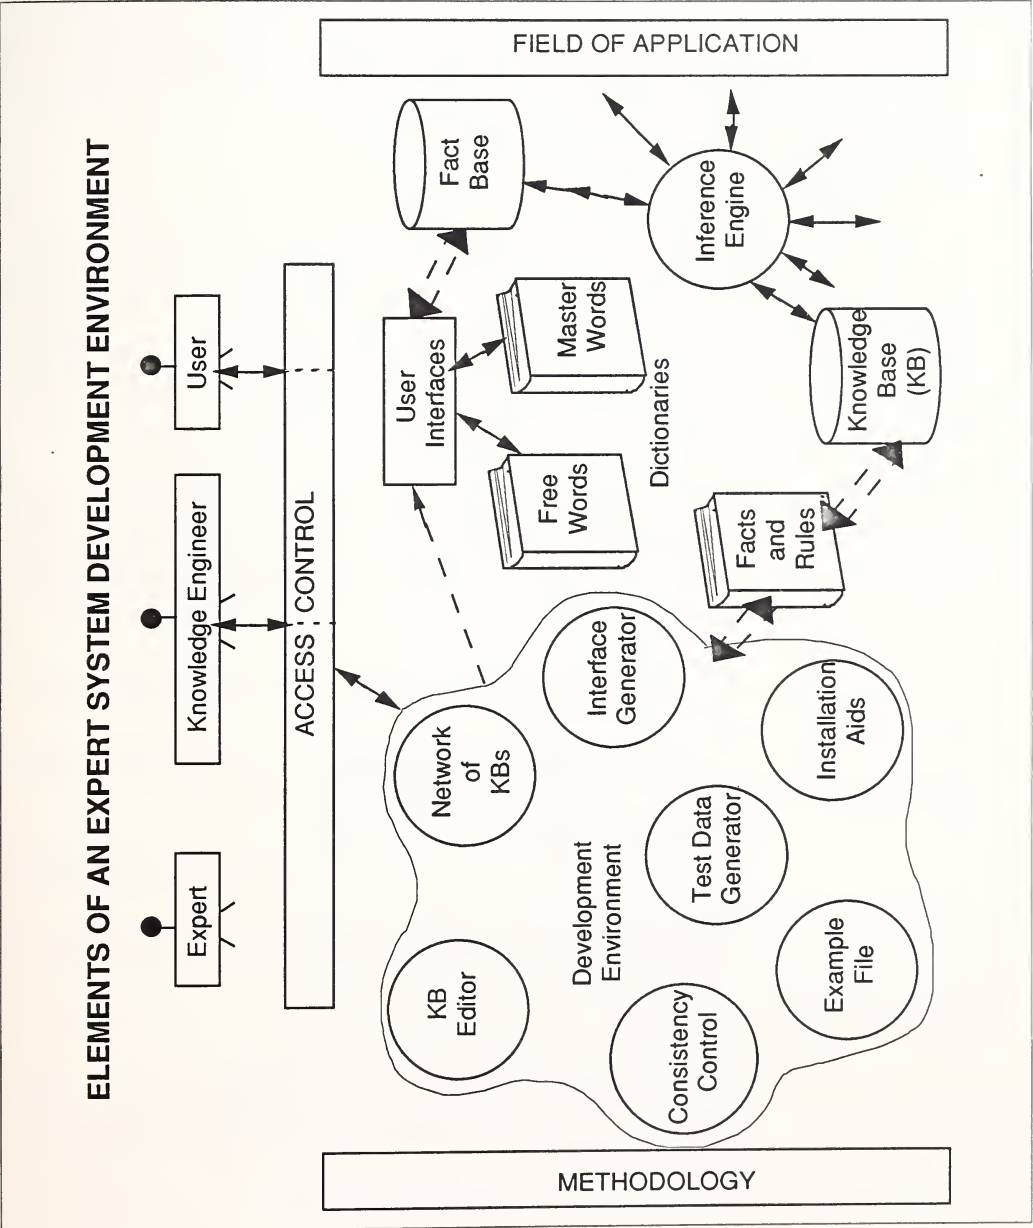 ELEMENTS OF AN EXPERT SYSTEM DEVELOPMENT ENVIRONMENT
Expert
Knowledge Engineer
User
ACCESS CONTROL
METHODOLOGY
KB
Editor
Network
of
KBs
User
Interfaces
Fact
Base
Free
Words
Master
Words
Dictionaries
Development
Environment
Interface
Generator
Consistency
Control
Test Data
Generator
Facts
and
Rules
Inference
Engine
Example
File
Installation
Aids
Knowledge
Base
(KB)
FIELD OF APPLICATION